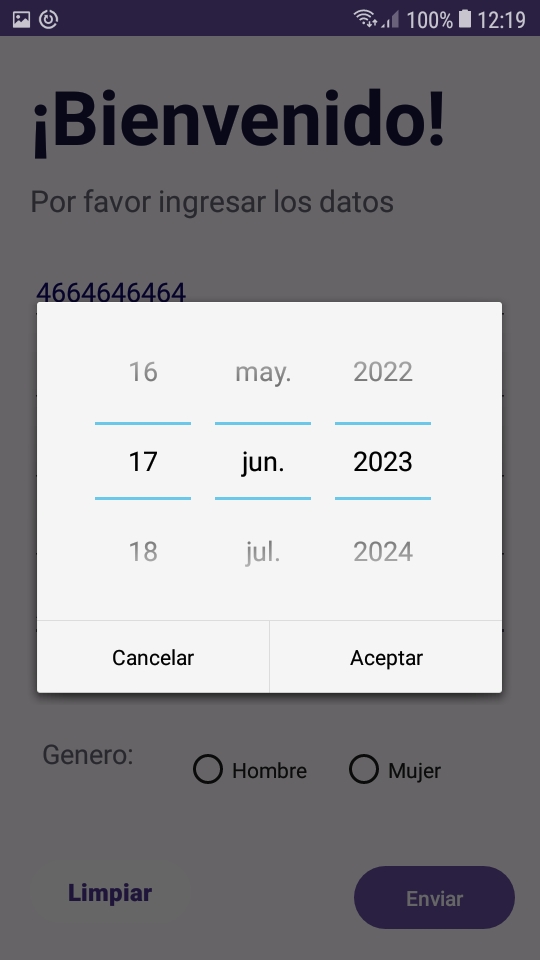 100% 12:19
¡Bienvenido!
Por favor ingresar los datos
4664646464
16 may. 2022
17 jun. 2023
18 jul. 2024
Cancelar Aceptar
Genero: Hombre Mujer
Limpiar Enviar